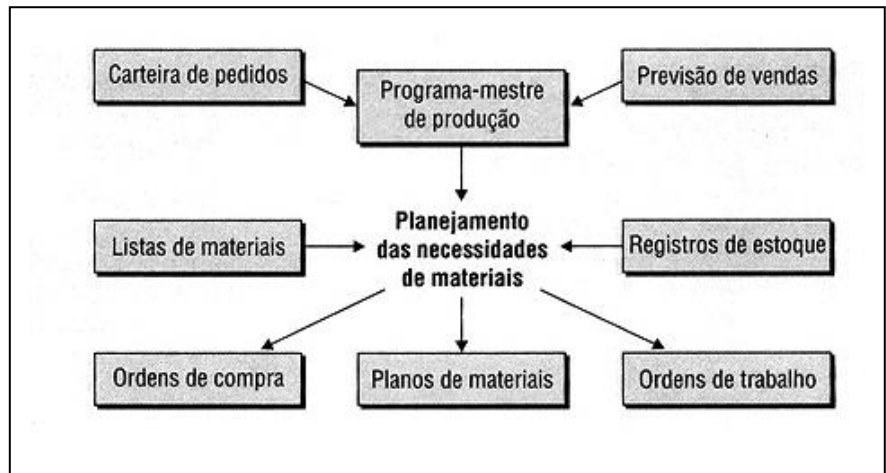 Carteira de pedidos
Programa-mestre
de produção
Previsão de vendas
Listas de materiais
Planejamento
das necessidades
de materiais
Registros de estoque
Ordens de compra
Planos de materiais
Ordens de trabalho